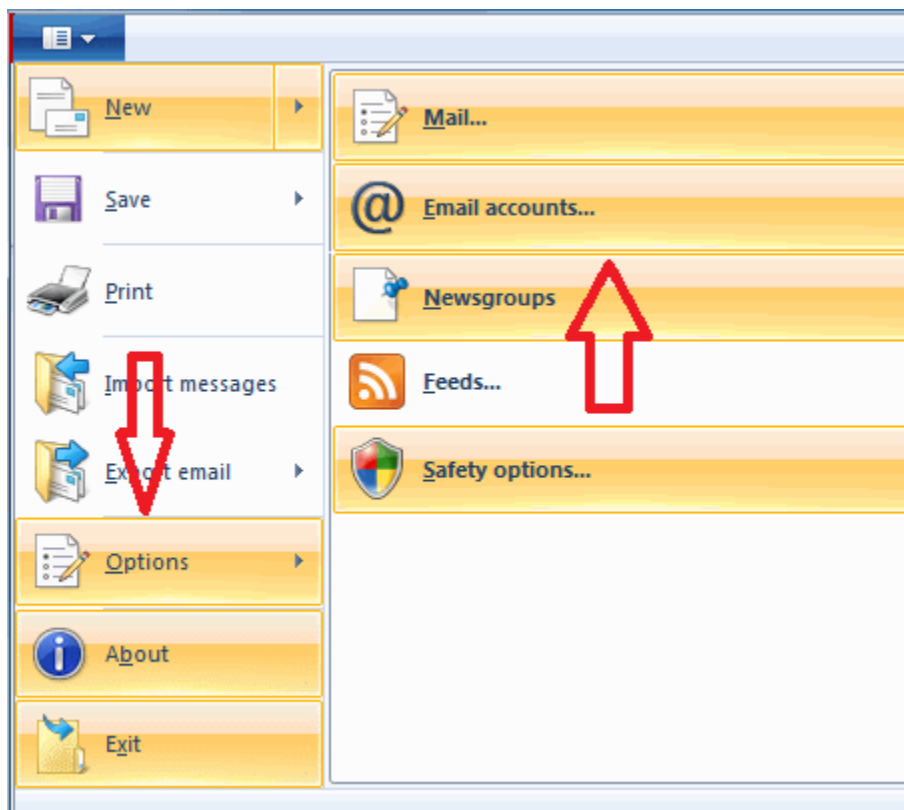 New
Save
Print
Import messages
Export email
Options
About
Exit
Mail...
Email accounts...
Newsgroups
Feeds...
Safety options...